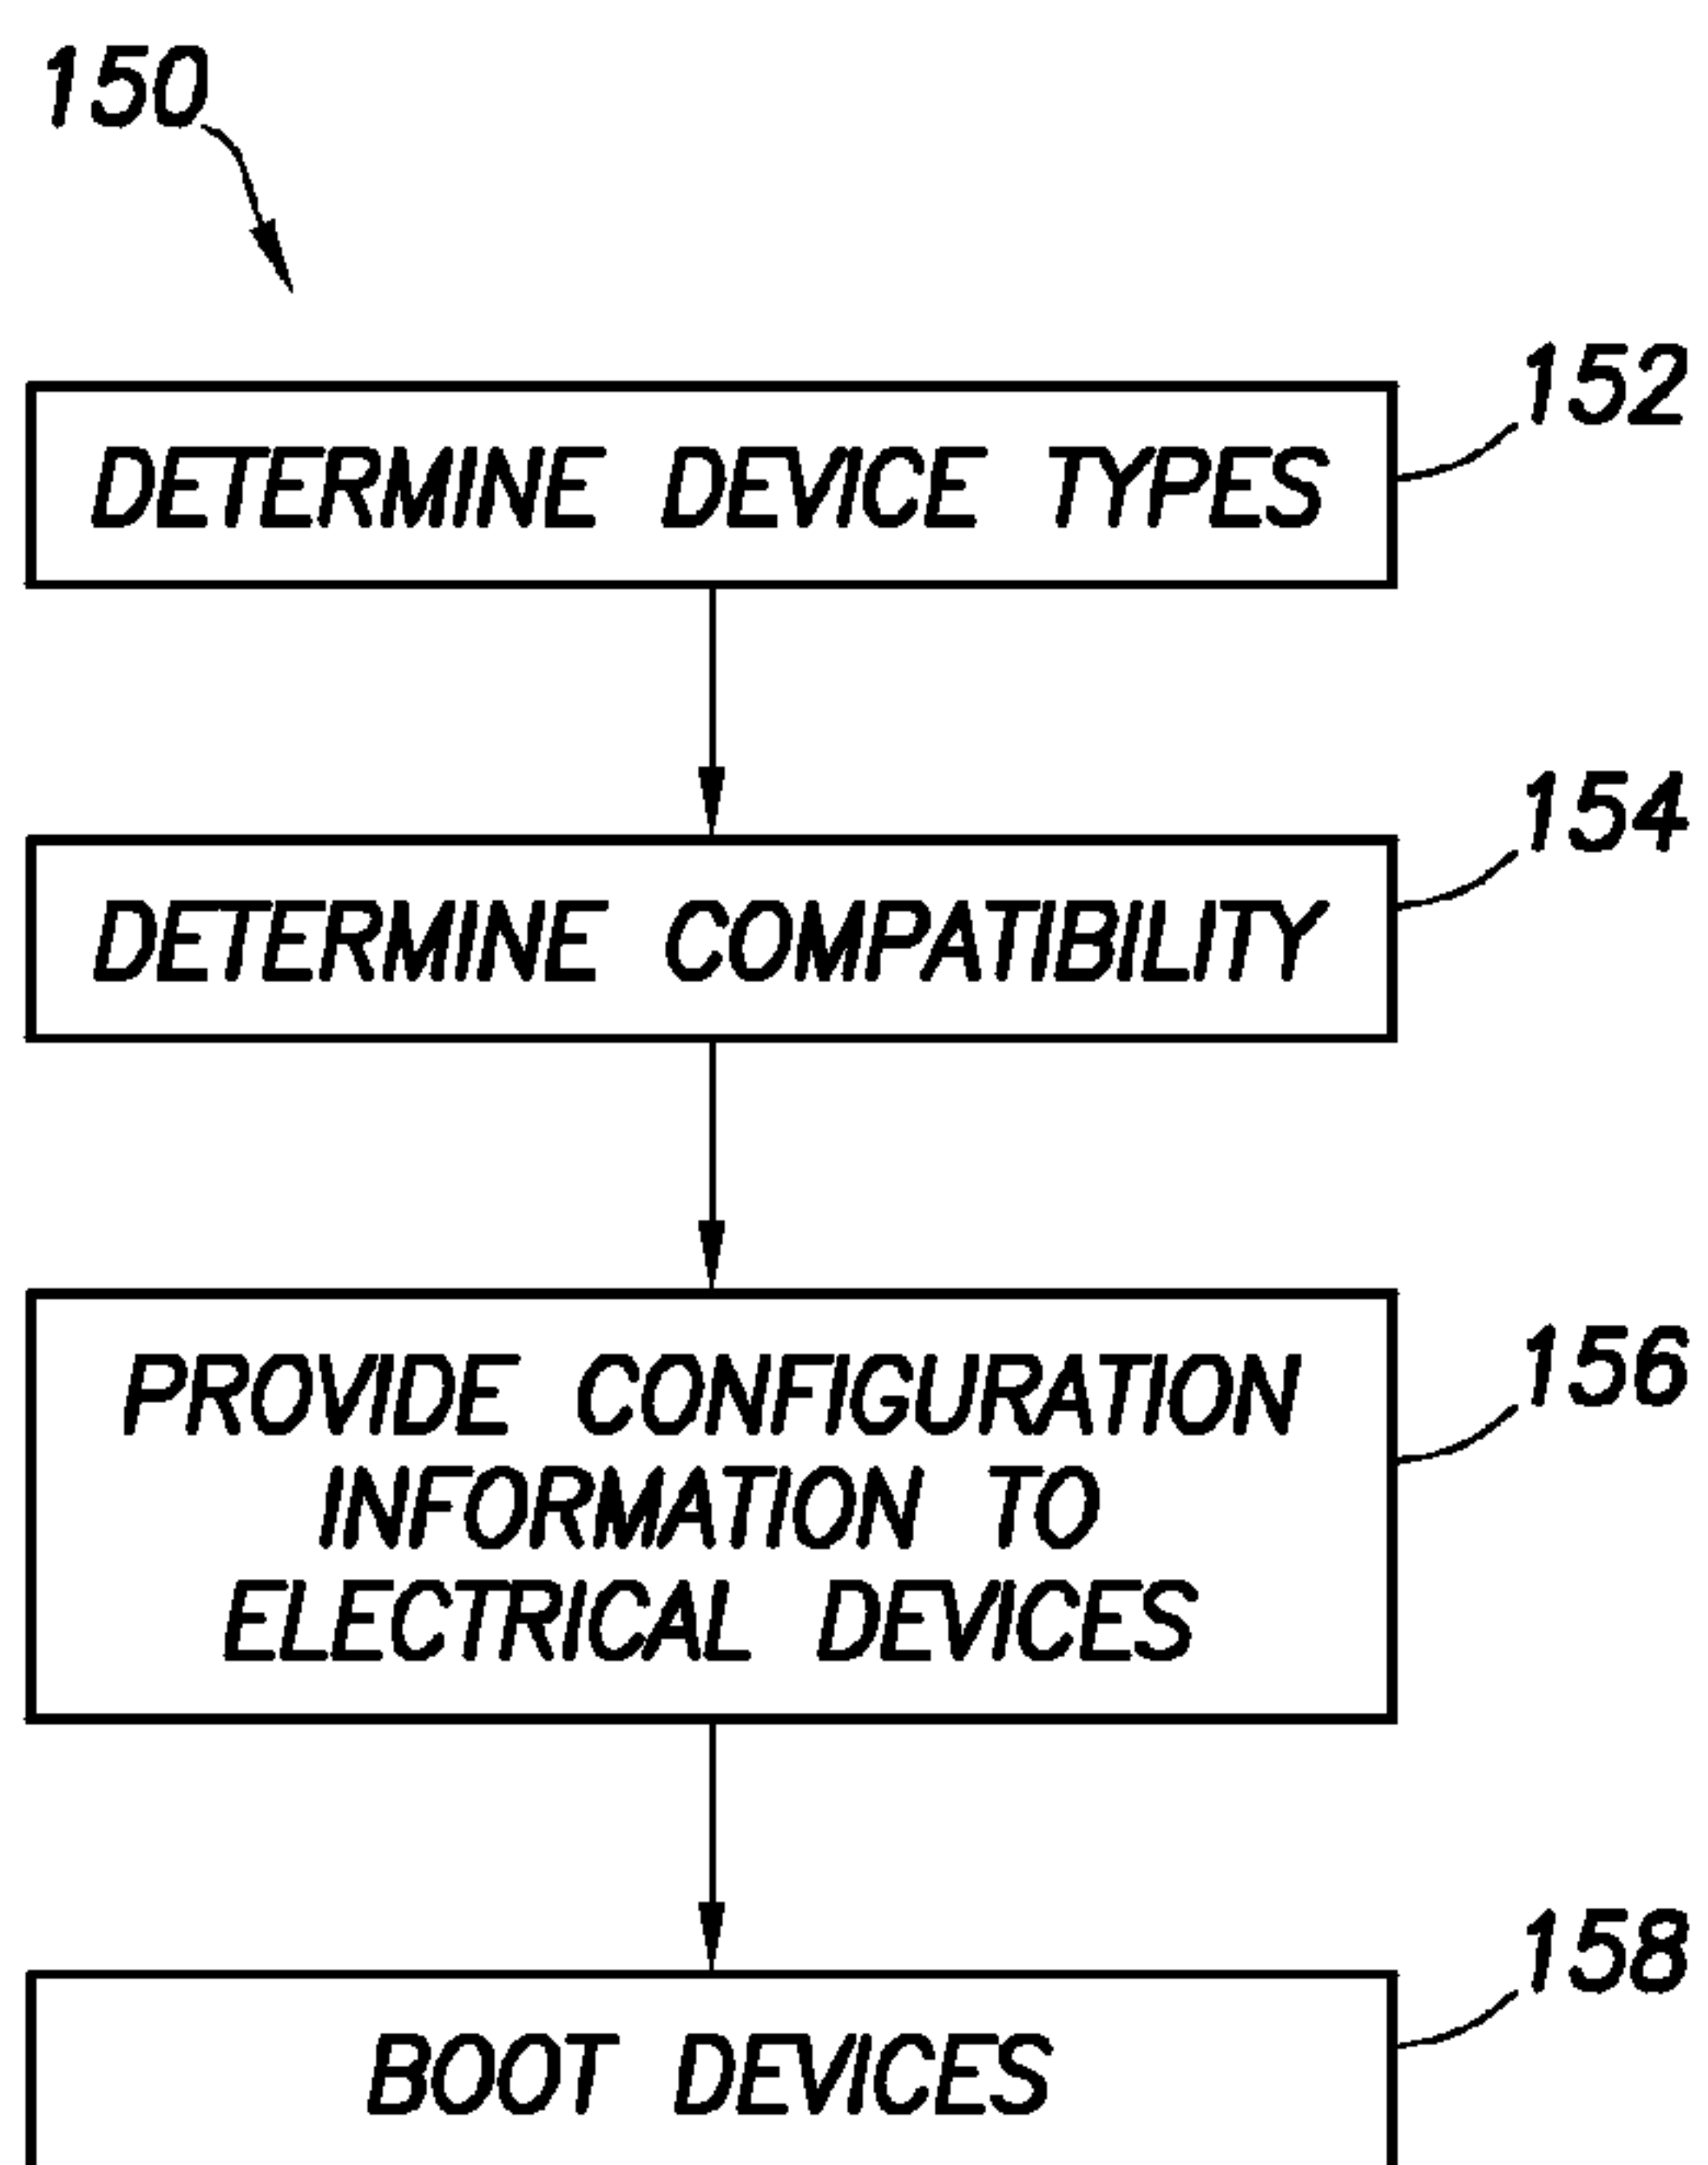 150
152
DETERMINE DEVICE TYPES
154
DETERMINE COMPATIBILITY
156
PROVIDE CONFIGURATION
INFORMATION TO
ELECTRICAL DEVICES
158
BOOT DEVICES